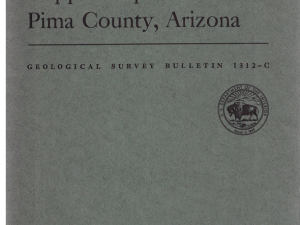 Pima County, Arizona
GEOLOGICAL SURVEY BULLETIN 1312-C